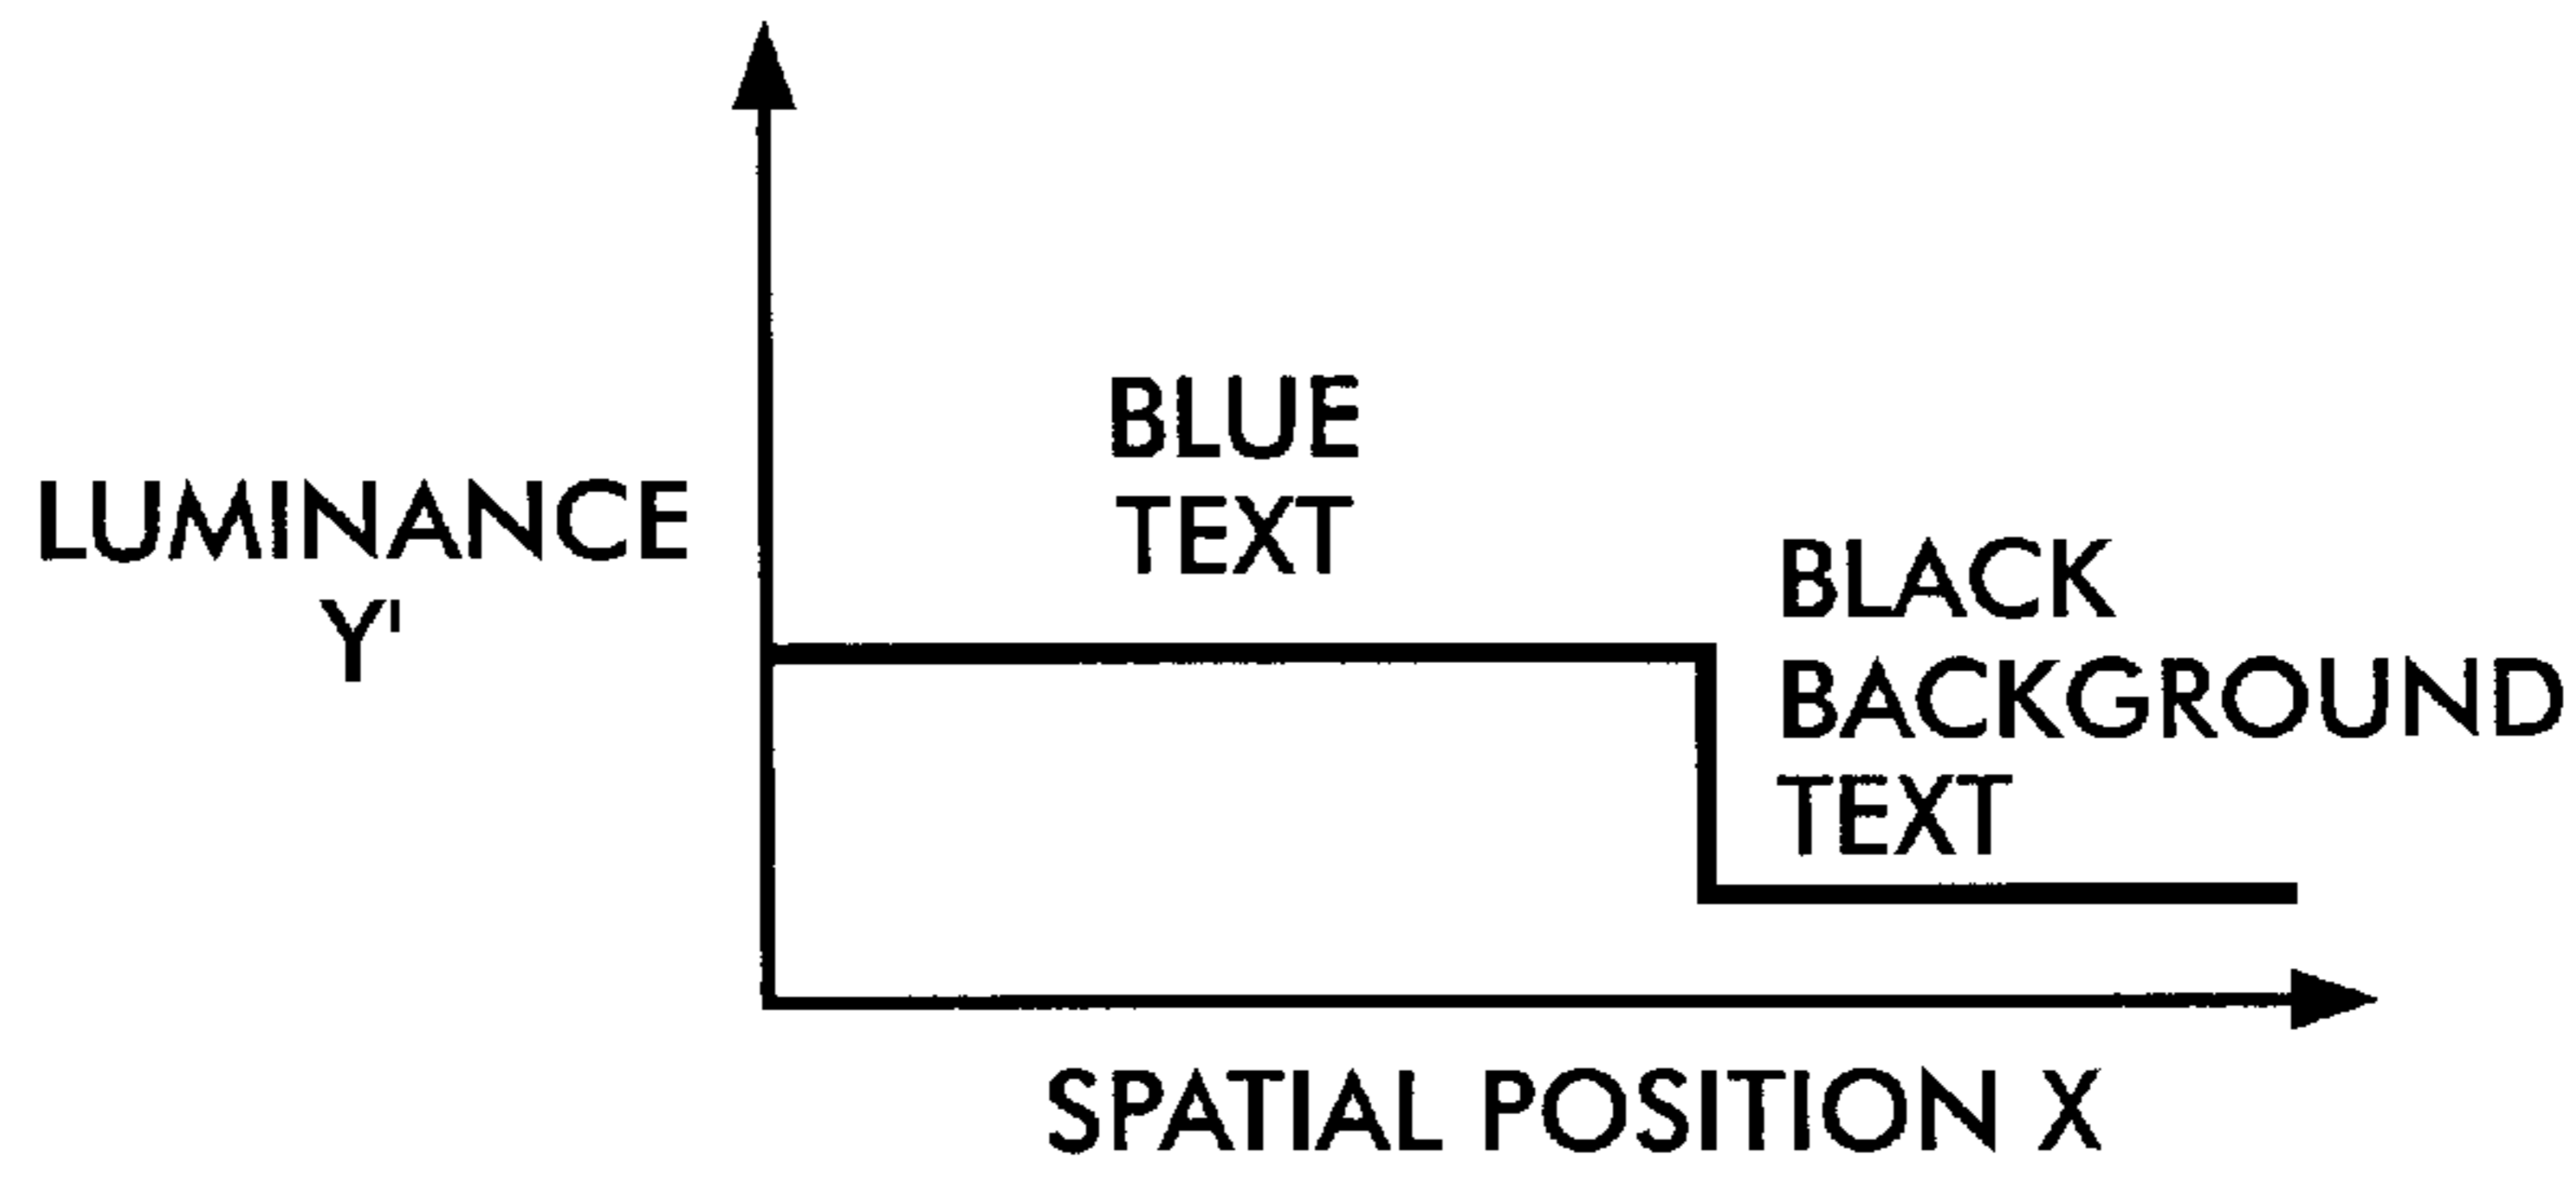 BLUE
TEXT
LUMINANCE
Y'
BLACK
BACKGROUND
TEXT
SPATIAL POSITION X